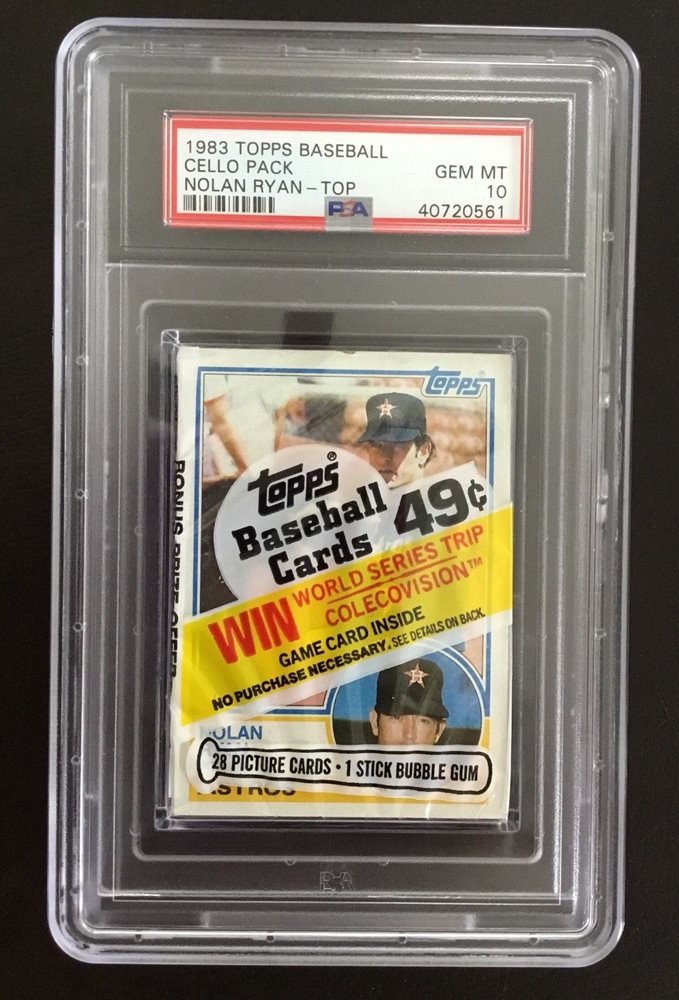 1983 TOPPS BASEBALL
CELLO PACK GEM MT
NOLAN RYAN - TOP 10
PSA 40720561
TOPPS
TOPPS®
Baseball
Cards 49¢
WIN WORLD SERIES TRIP
COLECOVISION™
GAME CARD INSIDE
NO PURCHASE NECESSARY. SEE DETAILS ON BACK.
BONUS PRIZE OFFER
NOLAN
28 PICTURE CARDS • 1 STICK BUBBLE GUM
ASTROS
PSA